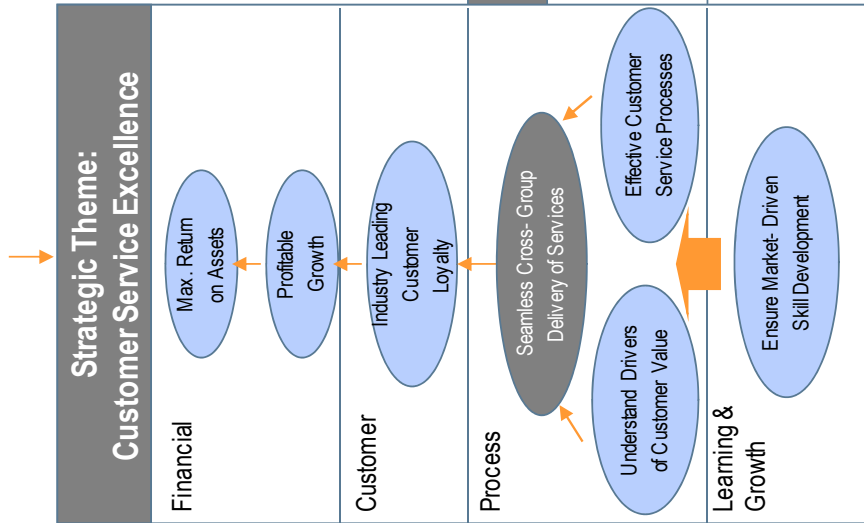 Strategic Theme:
Customer Service Excellence
Financial
Max. Return
on Assets
Profitable
Growth
Customer
Industry Leading
Customer
Loyalty
Process
Seamless Cross- Group
Delivery of Services
Understand Drivers
of Customer Value
Effective Customer
Service Processes
Learning &
Growth
Ensure Market- Driven
Skill Development